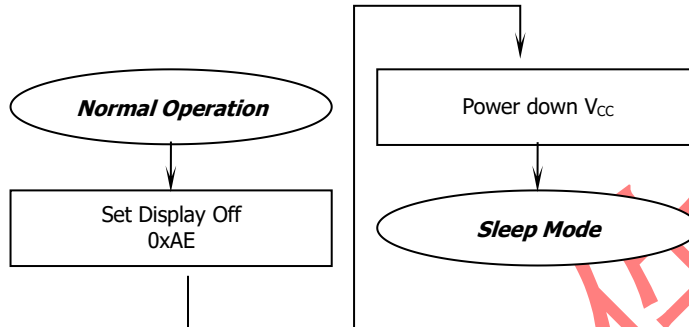 Normal Operation
Set Display Off
0xAE
Power down VCC
Sleep Mode